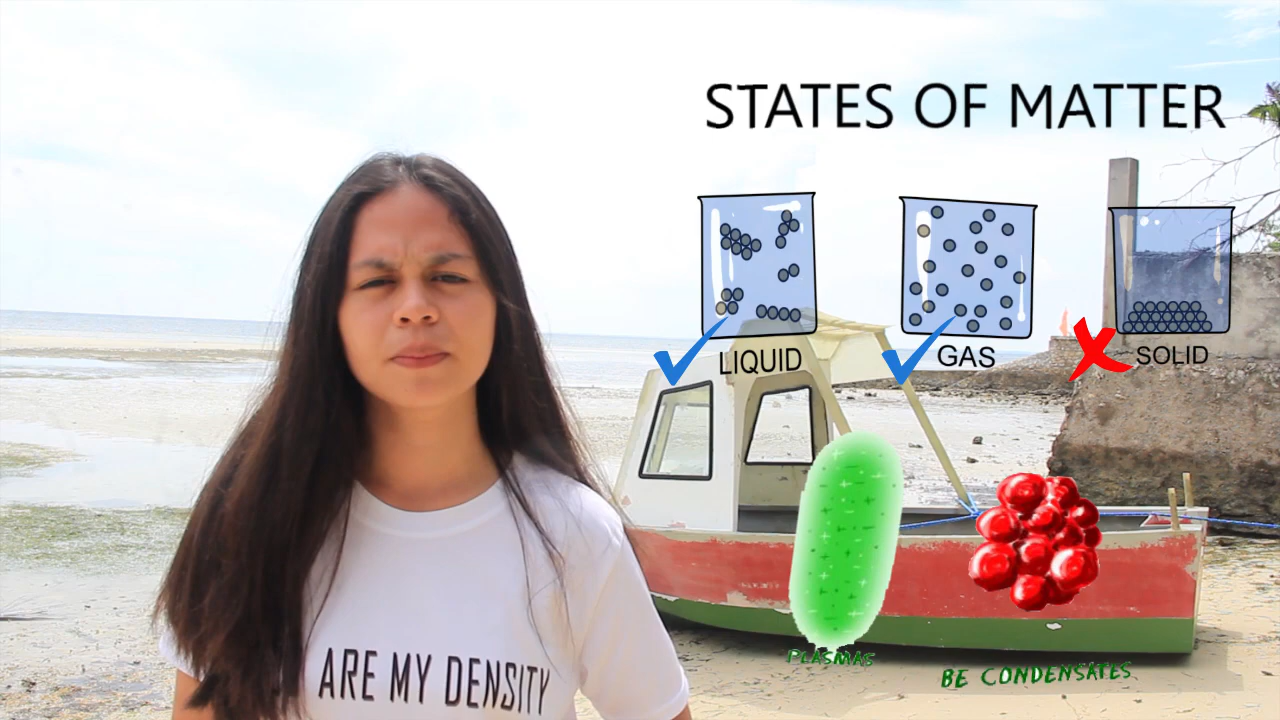 STATES OF MATTER
LIQUID
GAS
SOLID
PLASMAS
BE CONDENSATES
ARE MY DENSITY